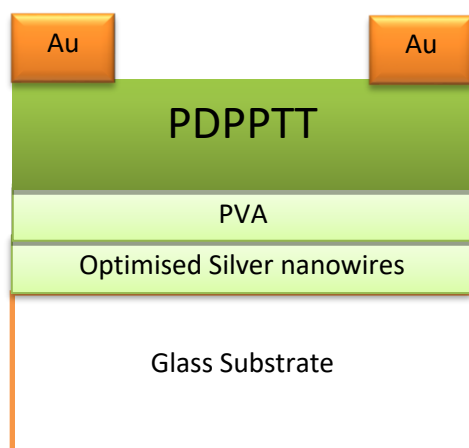 Au
Au
PDPPTT
PVA
Optimised Silver nanowires
Glass Substrate